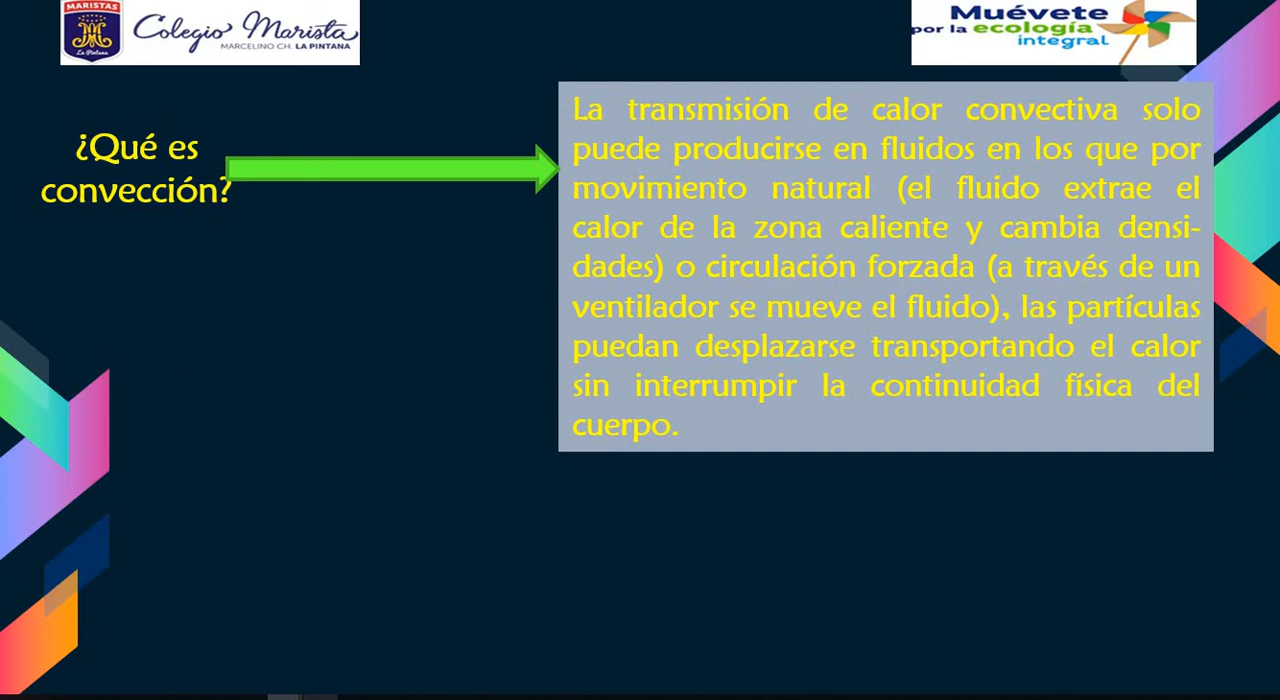 MARISTAS
La Pintana
Colegio Marista
MARCELINO CH. LA PINTANA
Muévete
por la ecología
integral
¿Qué es
convección?
La transmisión de calor convectiva solo
puede producirse en fluidos en los que por
movimiento natural (el fluido extrae el
calor de la zona caliente y cambia densi-
dades) o circulación forzada (a través de un
ventilador se mueve el fluido), las partículas
puedan desplazarse transportando el calor
sin interrumpir la continuidad física del
cuerpo.